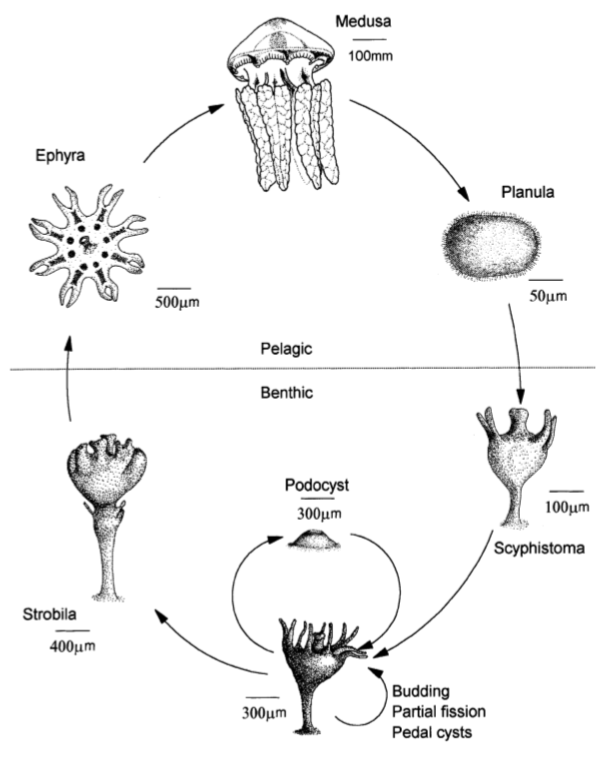 Medusa
100mm
Ephyra
500µm
Planula
50µm
Pelagic
Benthic
Podocyst
300µm
100µm
Scyphistoma
Strobila
400µm
300µm
Budding
Partial fission
Pedal cysts